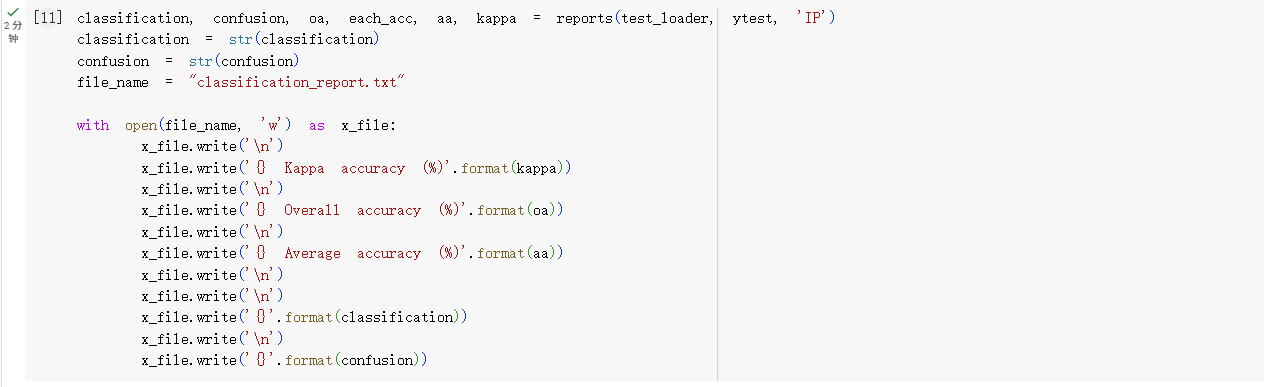 [11] classification, confusion, oa, each_acc, aa, kappa = reports(test_loader, ytest, 'IP')
2 分钟
classification = str(classification)
confusion = str(confusion)
file_name = "classification_report.txt"
with open(file_name, 'w') as x_file:
x_file.write('\n')
x_file.write('{} Kappa accuracy (%)'.format(kappa))
x_file.write('\n')
x_file.write('{} Overall accuracy (%)'.format(oa))
x_file.write('\n')
x_file.write('{} Average accuracy (%)'.format(aa))
x_file.write('\n')
x_file.write('\n')
x_file.write('{}'.format(classification))
x_file.write('\n')
x_file.write('{}'.format(confusion))